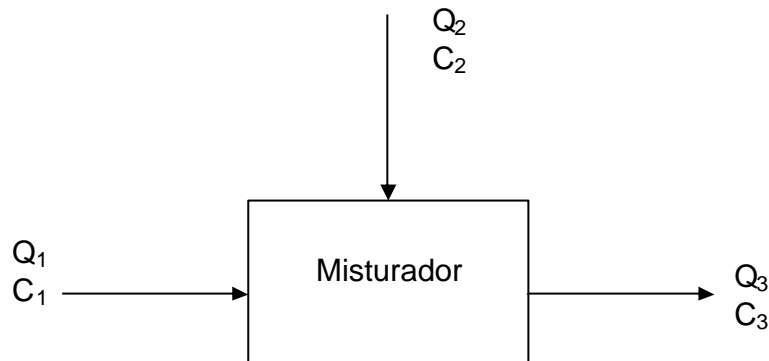 Q₂
C₂
Misturador
Q₁
C₁
Q₃
C₃